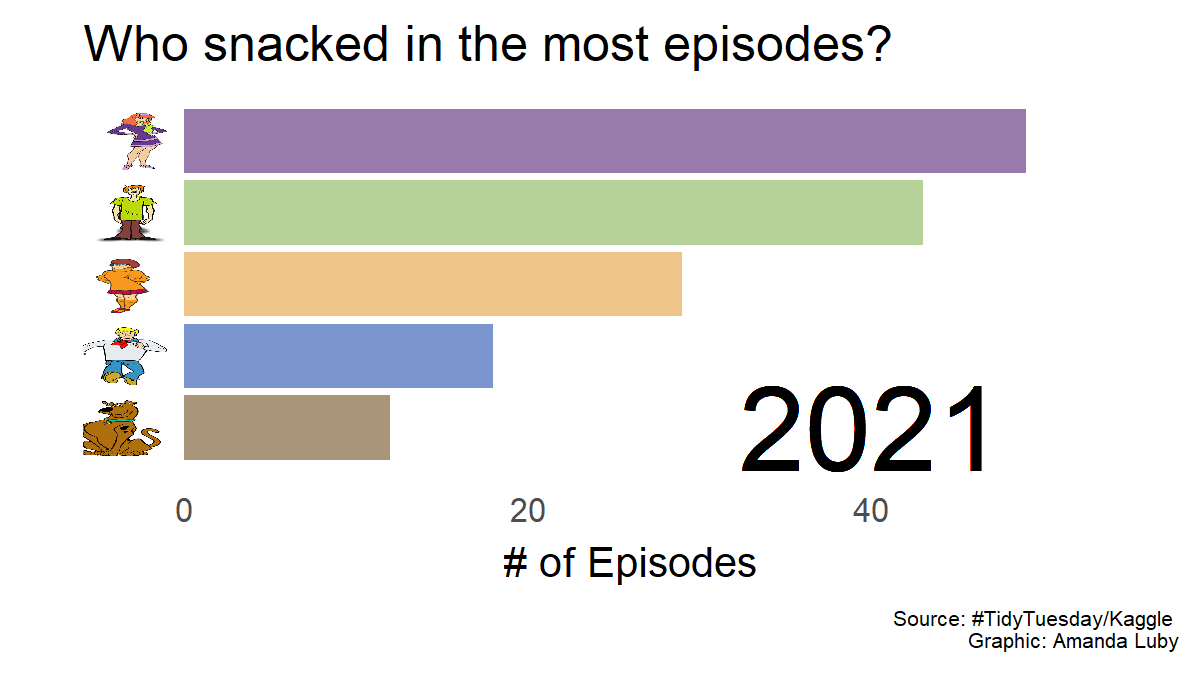 Who snacked in the most episodes?
2021
0 20 40
# of Episodes
Source: #TidyTuesday/Kaggle
Graphic: Amanda Luby